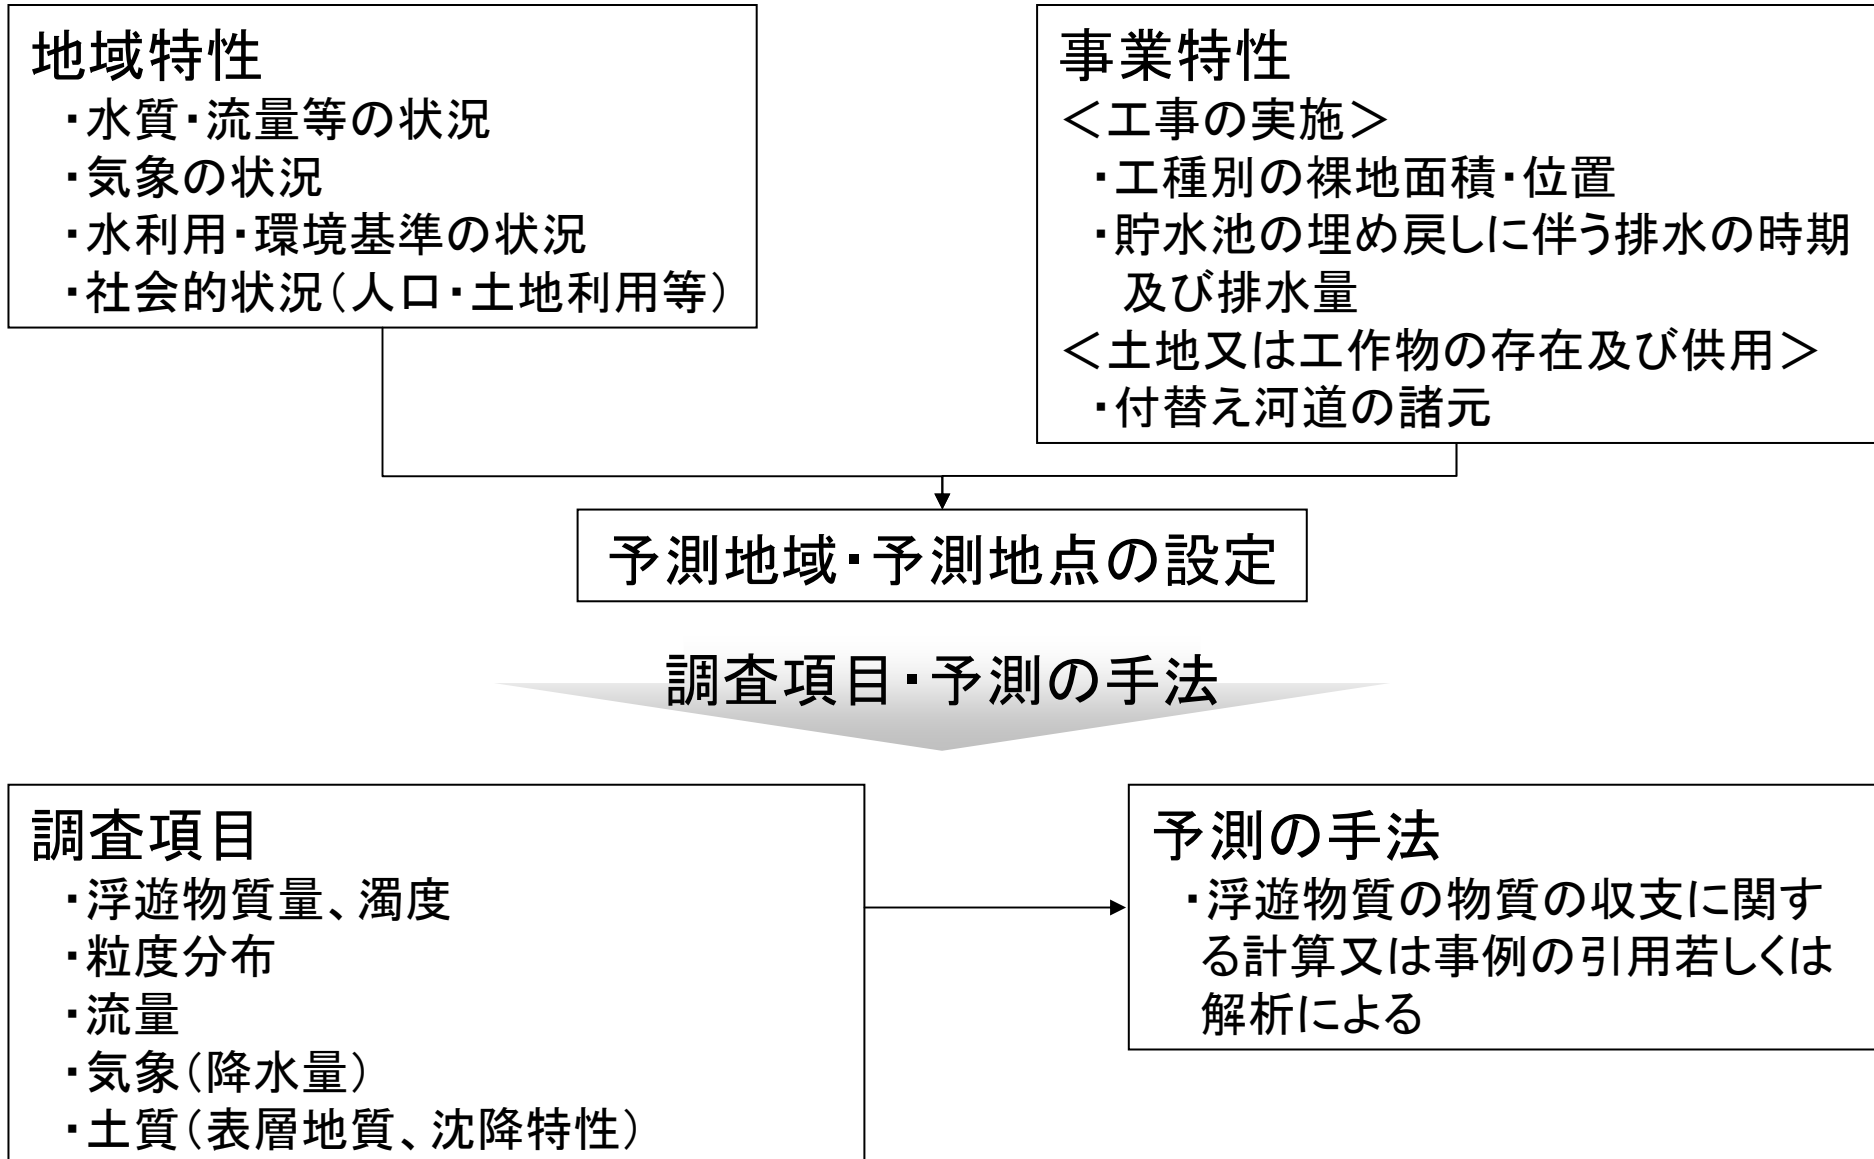 地域特性
・水質・流量等の状況
・気象の状況
・水利用・環境基準の状況
・社会的状況（人口・土地利用等）
事業特性
＜工事の実施＞
・工種別の裸地面積・位置
・貯水池の埋め戻しに伴う排水の時期
及び排水量
＜土地又は工作物の存在及び供用＞
・付替え河道の諸元
予測地域・予測地点の設定
調査項目・予測の手法
調査項目
・浮遊物質量、濁度
・粒度分布
・流量
・気象（降水量）
・土質（表層地質、沈降特性）
予測の手法
・浮遊物質の物質の収支に関す
る計算又は事例の引用若しくは
解析による